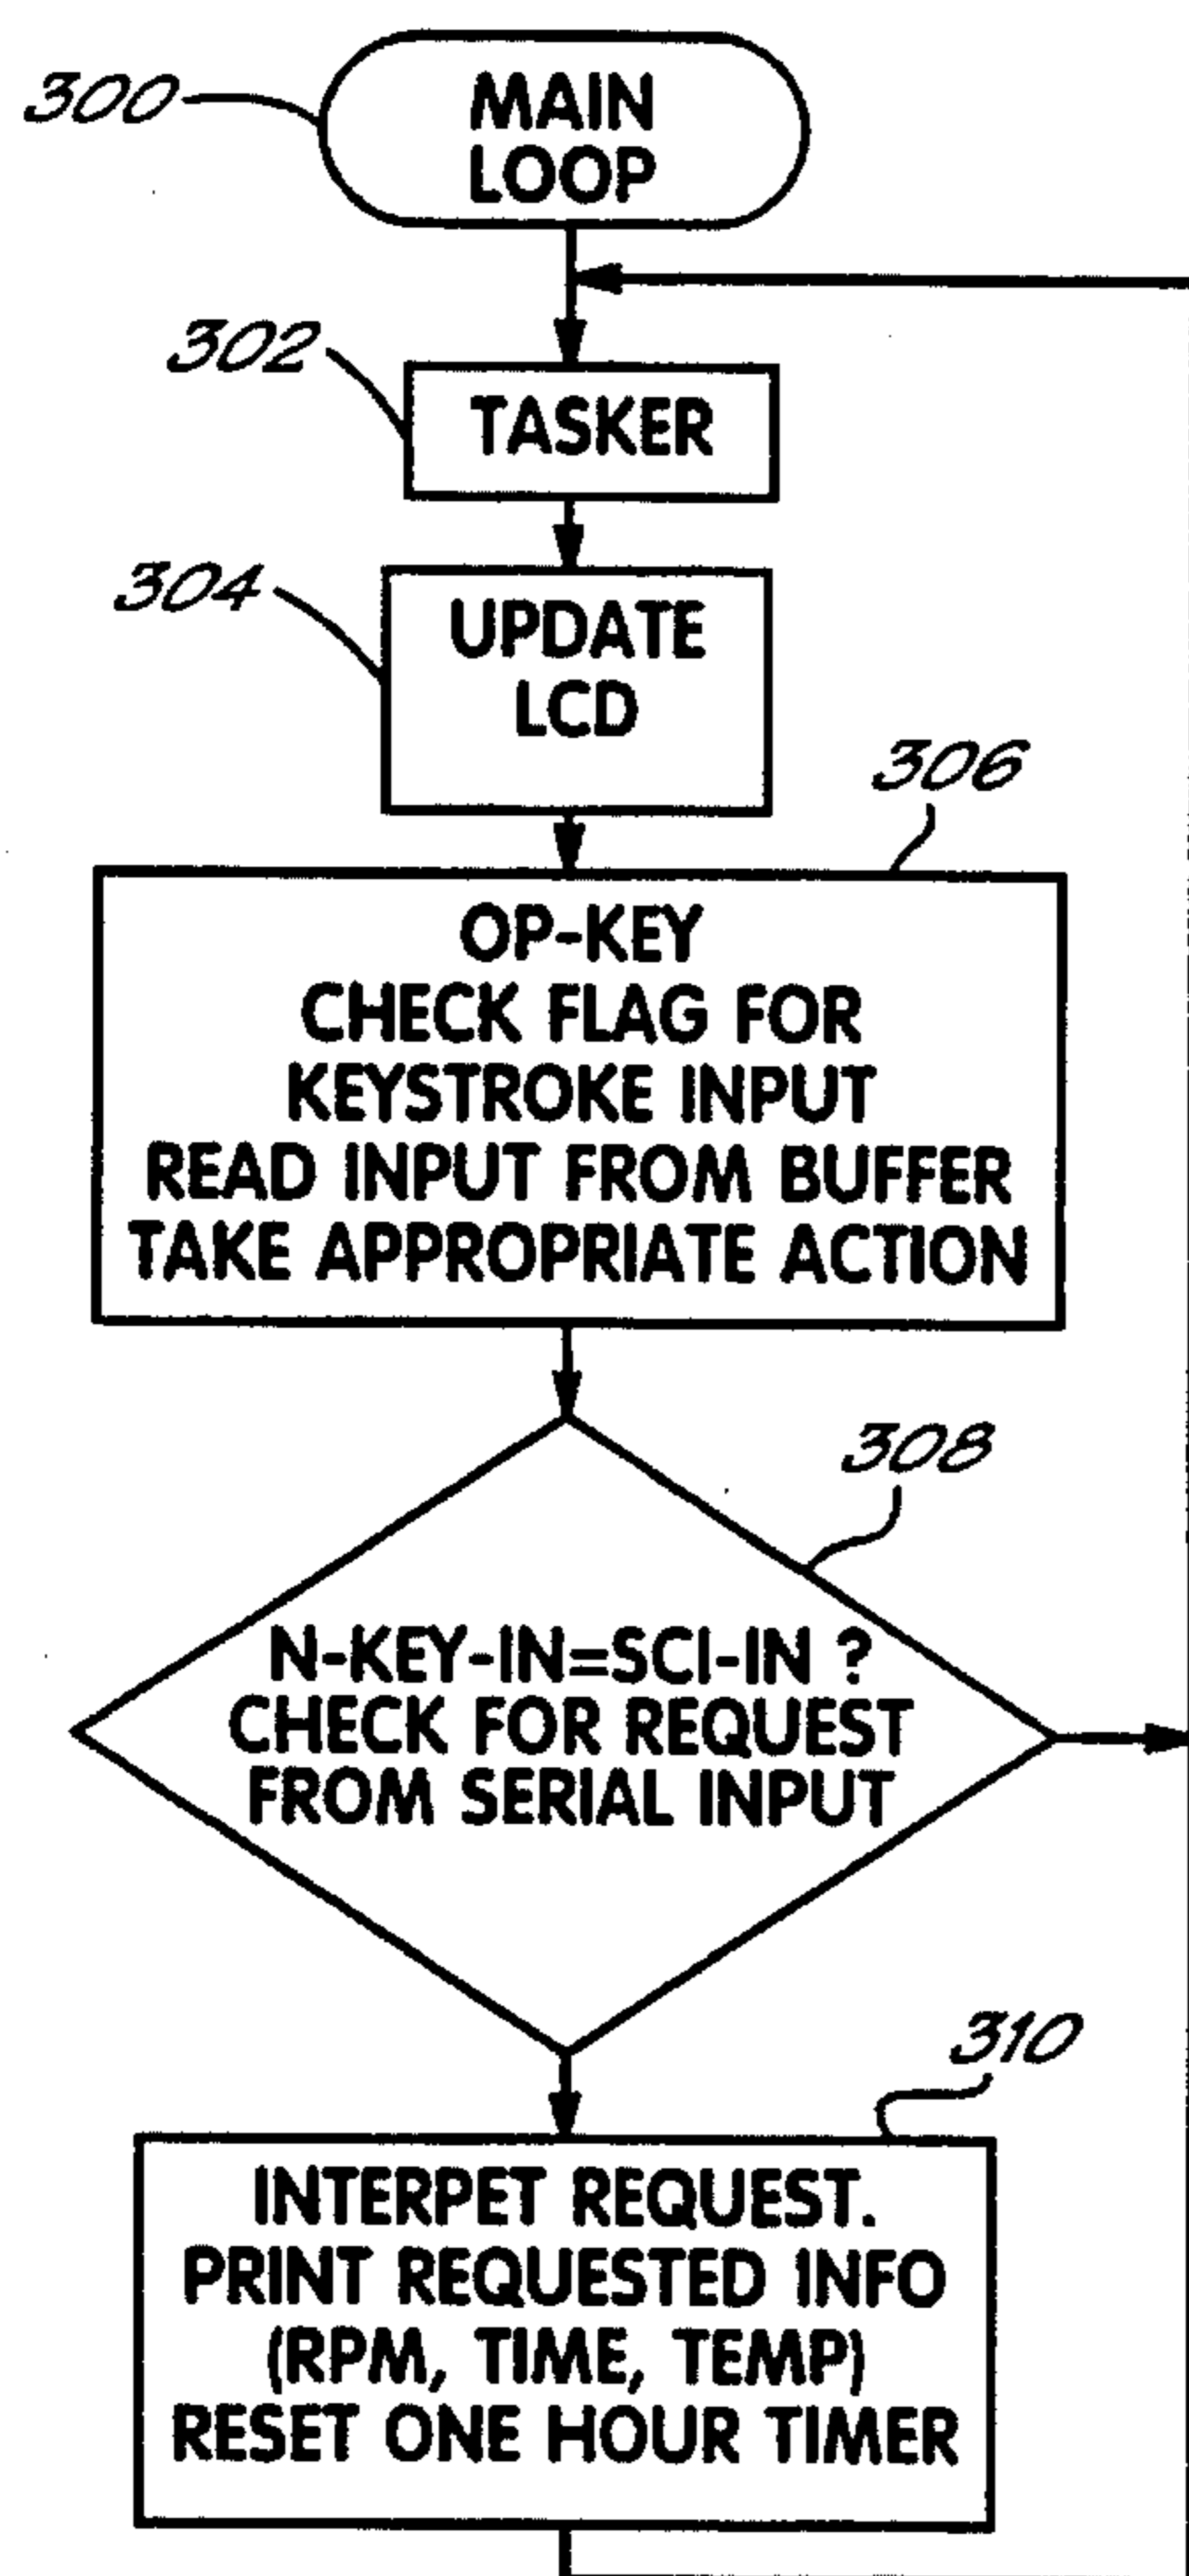 300
MAIN
LOOP
302
TASKER
304
UPDATE
LCD
306
OP-KEY
CHECK FLAG FOR
KEYSTROKE INPUT
READ INPUT FROM BUFFER
TAKE APPROPRIATE ACTION
308
N-KEY-IN=SCI-IN ?
CHECK FOR REQUEST
FROM SERIAL INPUT
310
INTERPET REQUEST.
PRINT REQUESTED INFO
(RPM, TIME, TEMP)
RESET ONE HOUR TIMER